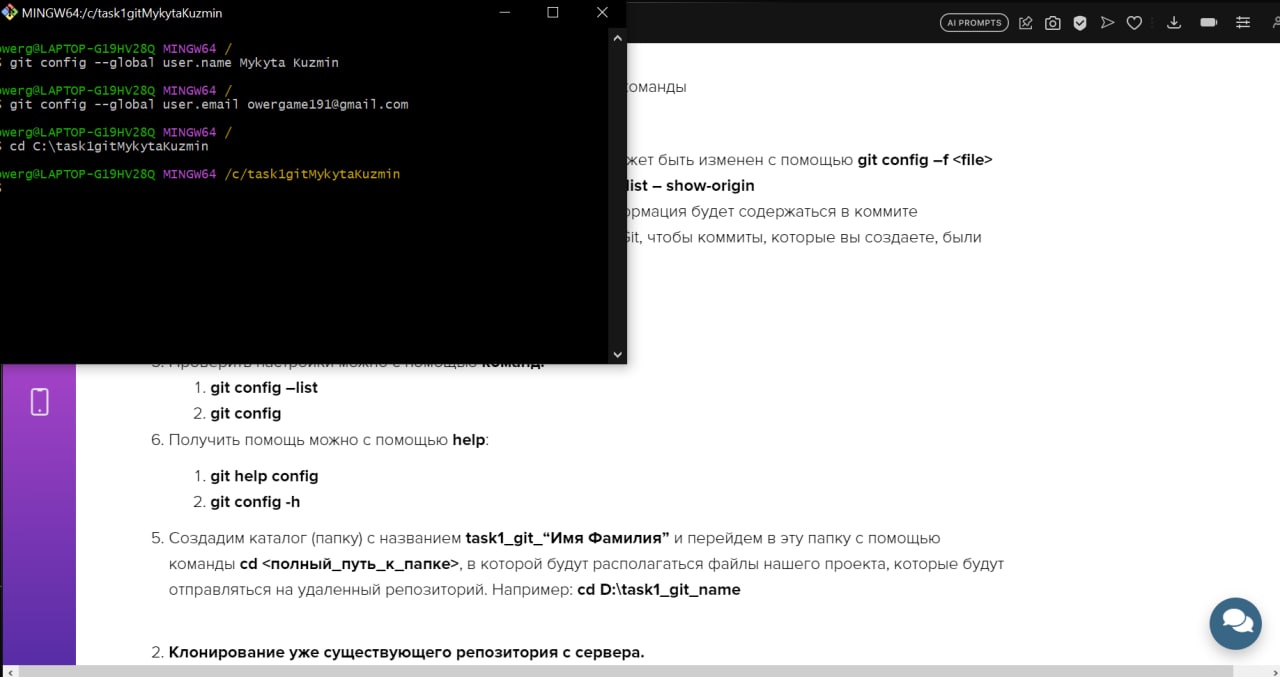 MINGW64:/c/task1gitMykytaKuzmin
owerg@LAPTOP-G19HV28Q MINGW64 /
$ git config --global user.name Mykyta Kuzmin
owerg@LAPTOP-G19HV28Q MINGW64 /
$ git config --global user.email owergame191@gmail.com
owerg@LAPTOP-G19HV28Q MINGW64 /
$ cd C:\task1gitMykytaKuzmin
owerg@LAPTOP-G19HV28Q MINGW64 /c/task1gitMykytaKuzmin
$
AI PROMPTS
команды
жет быть изменен с помощью git config –f <file>
list – show-origin
ормация будет содержаться в коммите
Git, чтобы коммиты, которые вы создаете, были
5. Проверить настройки можно с помощью команд:
1. git config –list
2. git config
6. Получить помощь можно с помощью help:
1. git help config
2. git config -h
5. Создадим каталог (папку) с названием task1_git_“Имя Фамилия” и перейдем в эту папку с помощью
команды cd <полный_путь_к_папке>, в которой будут располагаться файлы нашего проекта, которые будут
отправляться на удаленный репозиторий. Например: cd D:\task1_git_name
2. Клонирование уже существующего репозитория с сервера.